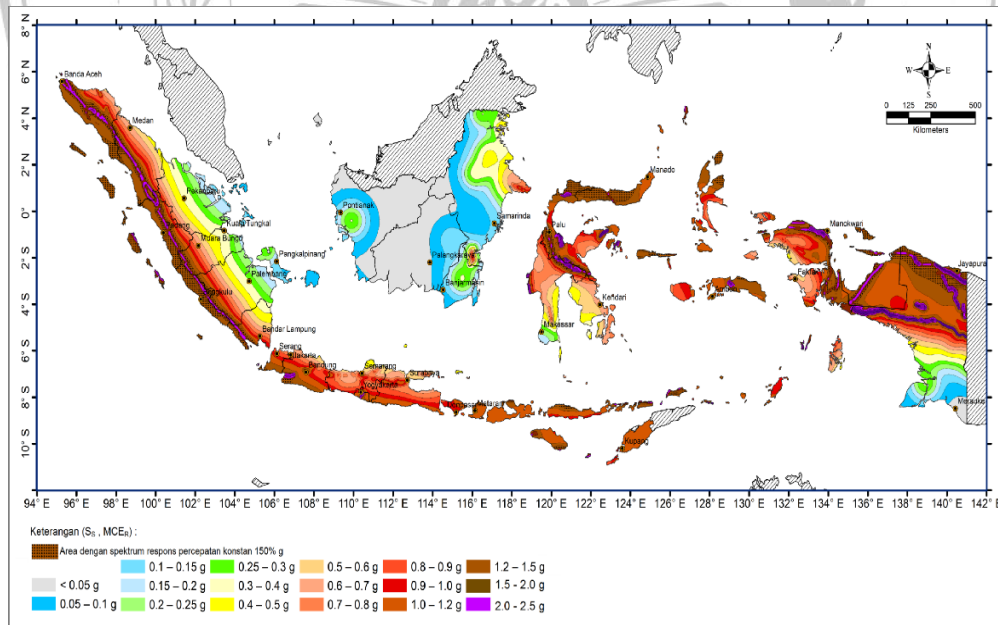 8° N
6° N
4° N
2° N
0°
2° S
4° S
6° S
8° S
10° S
N
W E
S
0 125 250 500
Kilometers
Banda Aceh
Medan
Pekanbaru
Kuala Tungkal
Padang
Muara Bungo
Pangkalpinang
Palembang
Bengkulu
Bandar Lampung
Serang
Jakarta
Bandung
Semarang
Yogyakarta
Surabaya
Mataram
Kupang
Pontianak
Samarinda
Palangkaraya
Banjarmasin
Manado
Palu
Kendari
Makassar
Manokwari
Jayapura
Merauke
94° E 96° E 98° E 100° E 102° E 104° E 106° E 108° E 110° E 112° E 114° E 116° E 118° E 120° E 122° E 124° E 126° E 128° E 130° E 132° E 134° E 136° E 138° E 140° E 142° E
Keterangan (S_S , MCE_R) :
Area dengan spektrum respons percepatan konstan 150% g
0.1 – 0.15 g 0.25 – 0.3 g 0.5 – 0.6 g 0.8 – 0.9 g 1.2 – 1.5 g
< 0.05 g 0.15 – 0.2 g 0.3 – 0.4 g 0.6 – 0.7 g 0.9 – 1.0 g 1.5 - 2.0 g
0.05 – 0.1 g 0.2 – 0.25 g 0.4 – 0.5 g 0.7 – 0.8 g 1.0 – 1.2 g 2.0 - 2.5 g